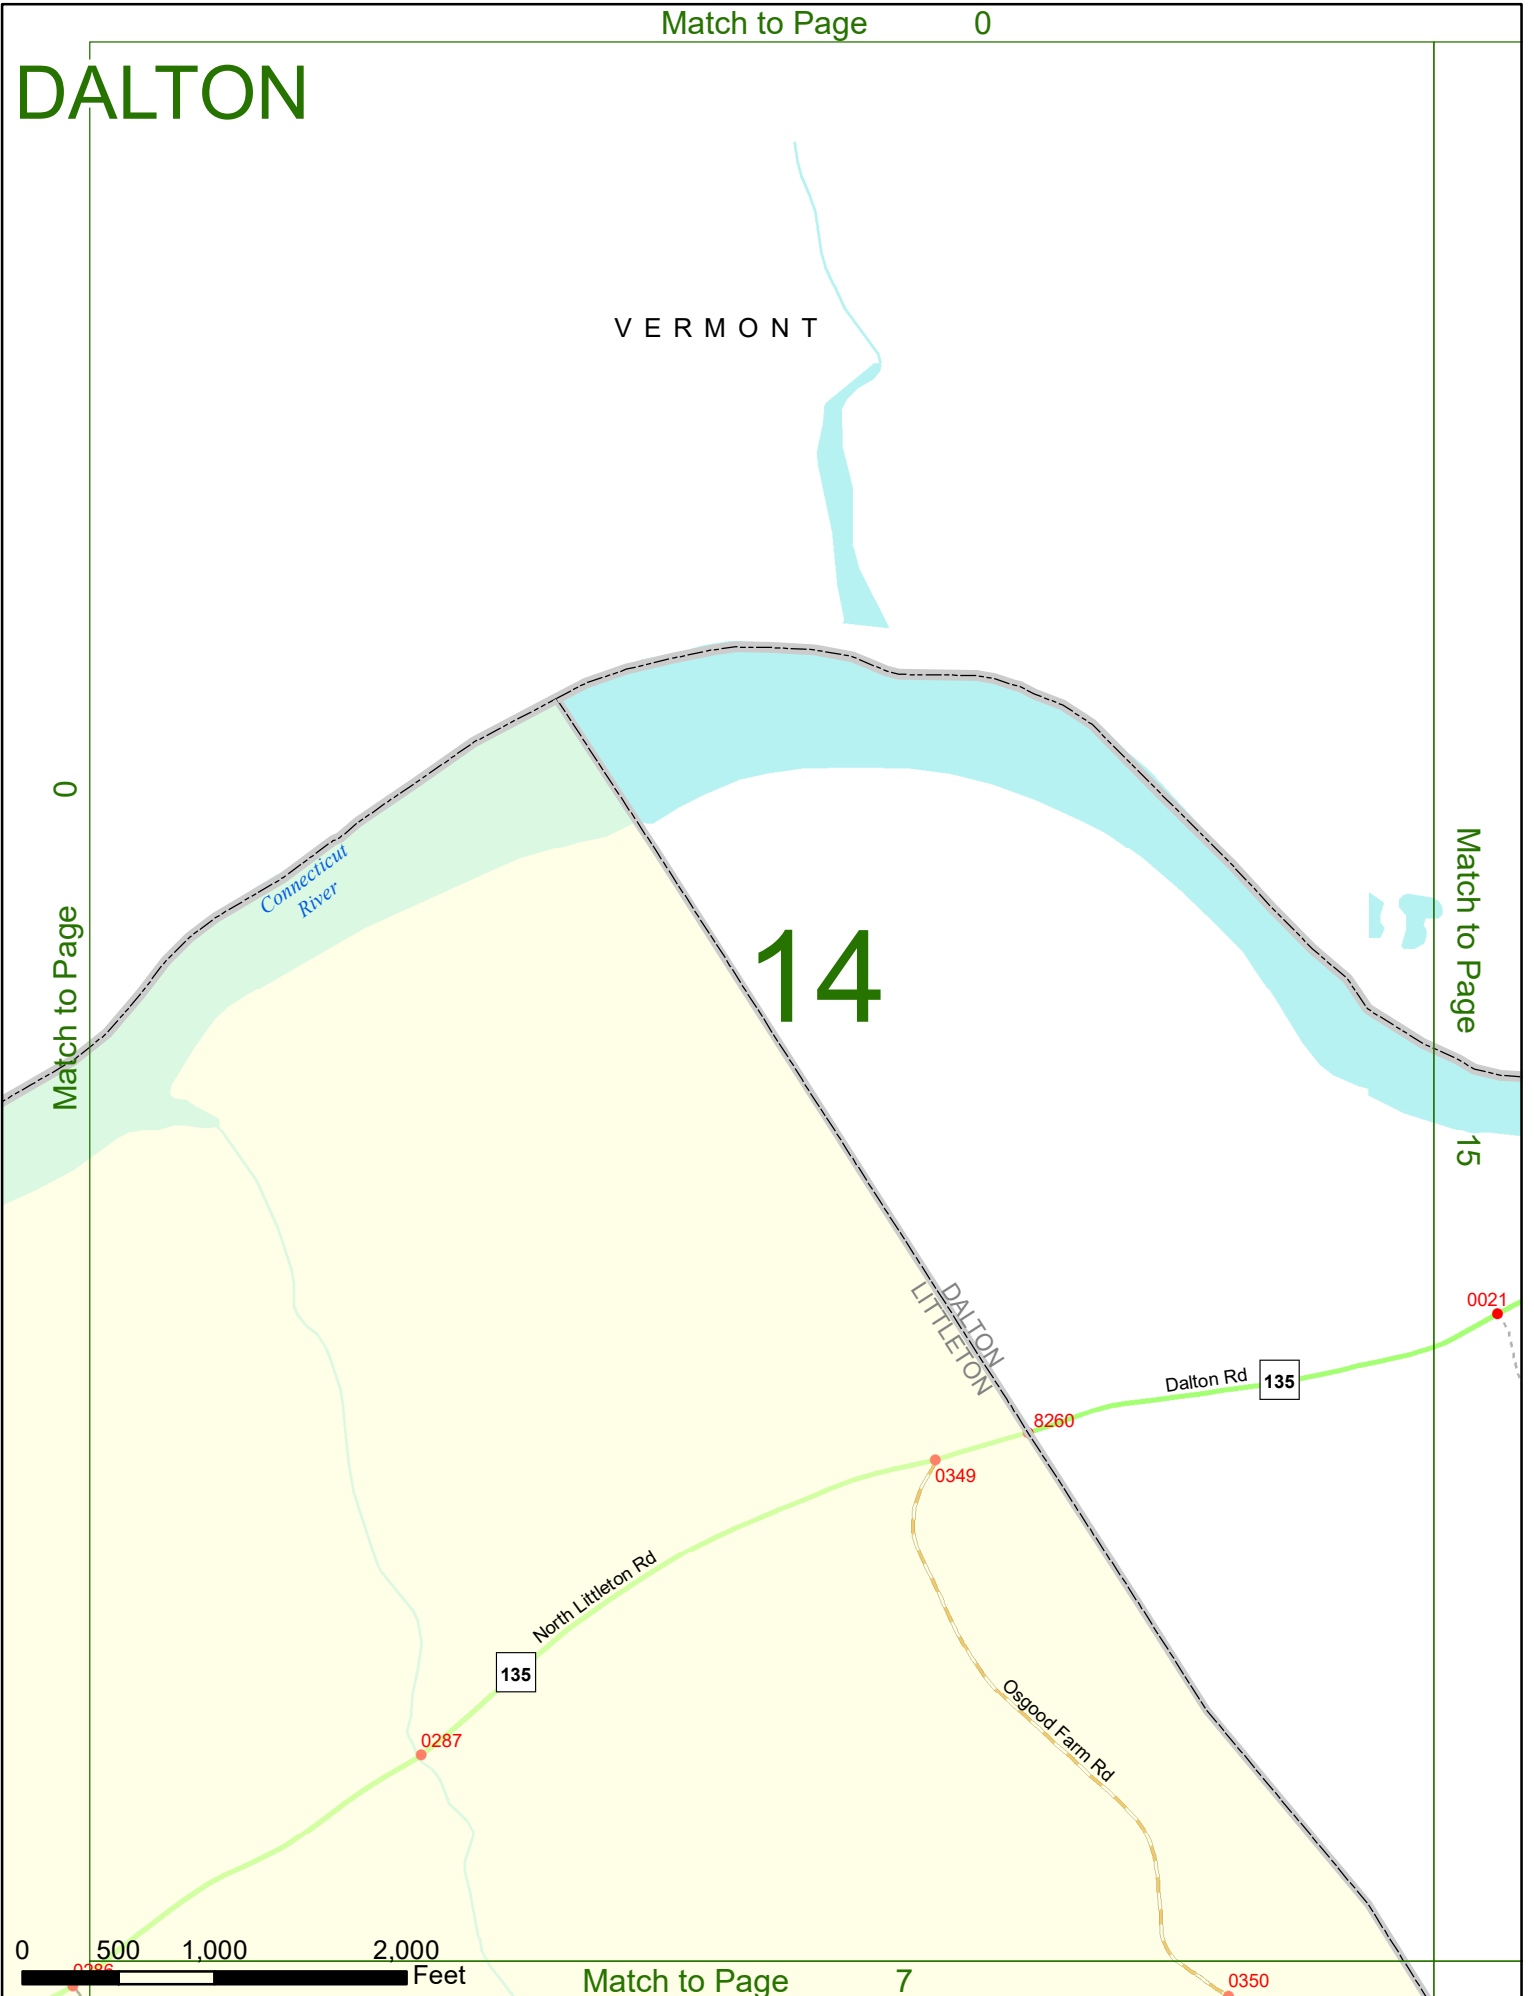 Match to Page 0
DALTON
VERMONT
Match to Page 0
Connecticut
River
14
Match to Page 15
DALTON
LITTLETON
0021
Dalton Rd
135
8260
0349
North Littleton Rd
135
Osgood Farm Rd
0287
0 500 1,000 2,000
Feet
0286
Match to Page 7
0350